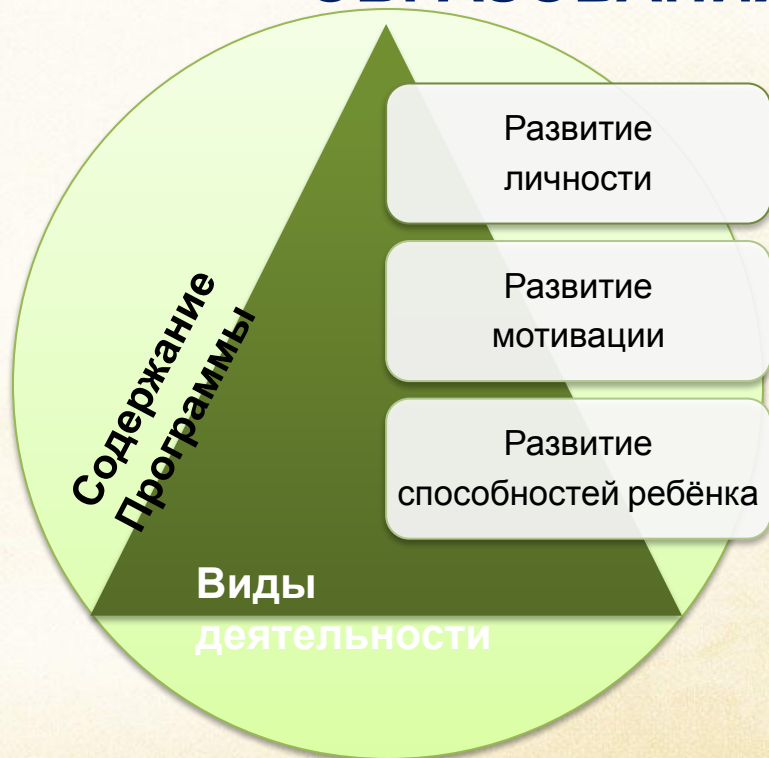 Развитие
личности
Развитие
мотивации
Развитие
способностей ребёнка
Содержание
Программы
Виды
деятельности